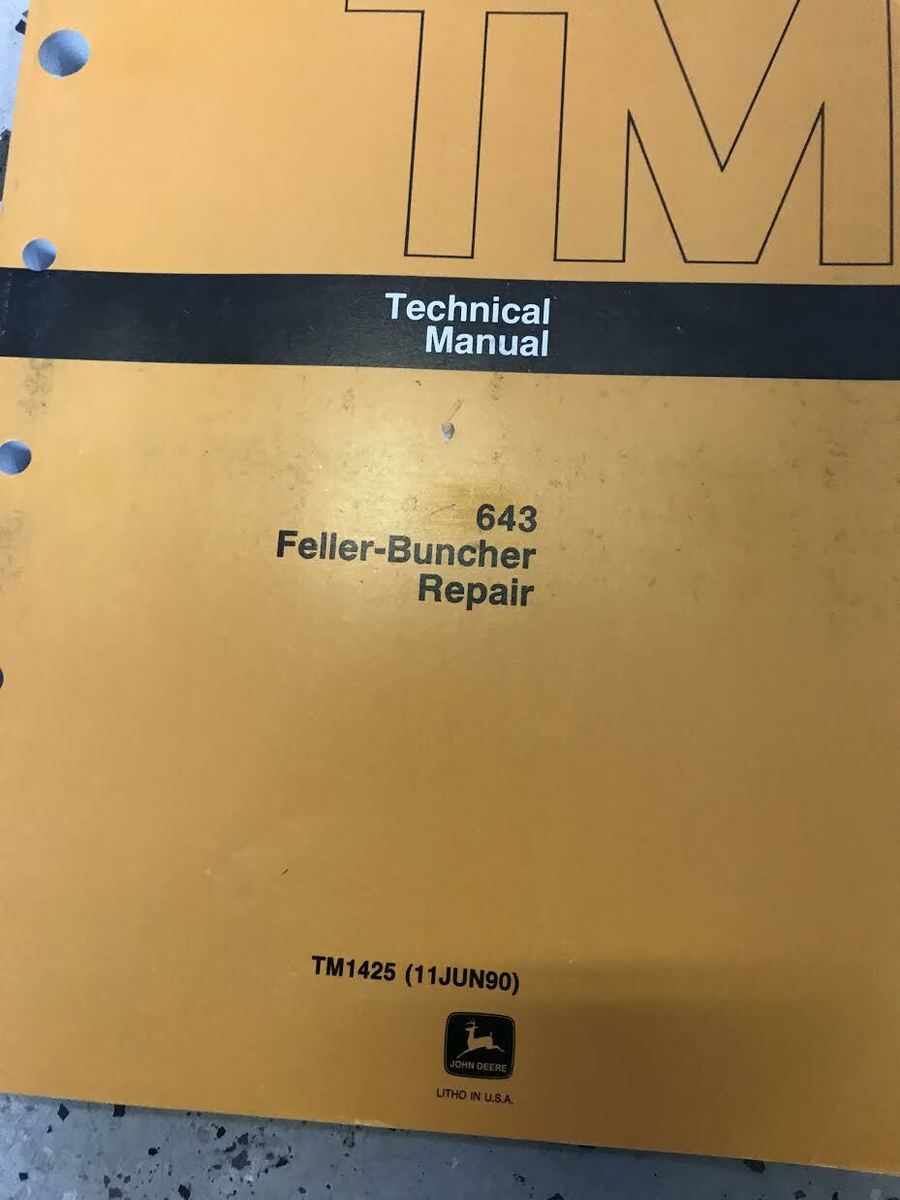 TM
Technical
Manual
643
Feller-Buncher
Repair
TM1425 (11JUN90)
JOHN DEERE
LITHO IN U.S.A.